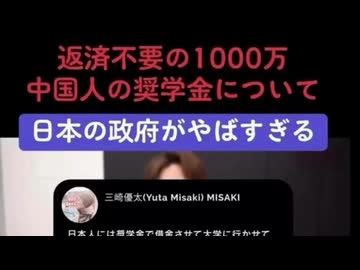 返済不要の1000万
中国人の奨学金について
日本の政府がやばすぎる
三崎優太(Yuta Misaki) MISAKI
日本人には奨学金で借金させて大学に行かせて